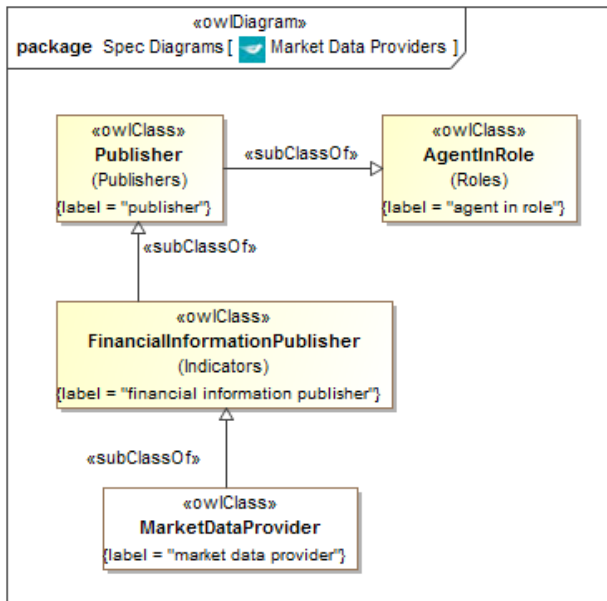 «owlDiagram»
package Spec Diagrams [ Market Data Providers ]
«owlClass»
Publisher
(Publishers)
{label = "publisher"}
«subClassOf»
«owlClass»
AgentInRole
(Roles)
{label = "agent in role"}
«subClassOf»
«owlClass»
FinancialInformationPublisher
(Indicators)
{label = "financial information publisher"}
«subClassOf»
«owlClass»
MarketDataProvider
{label = "market data provider"}